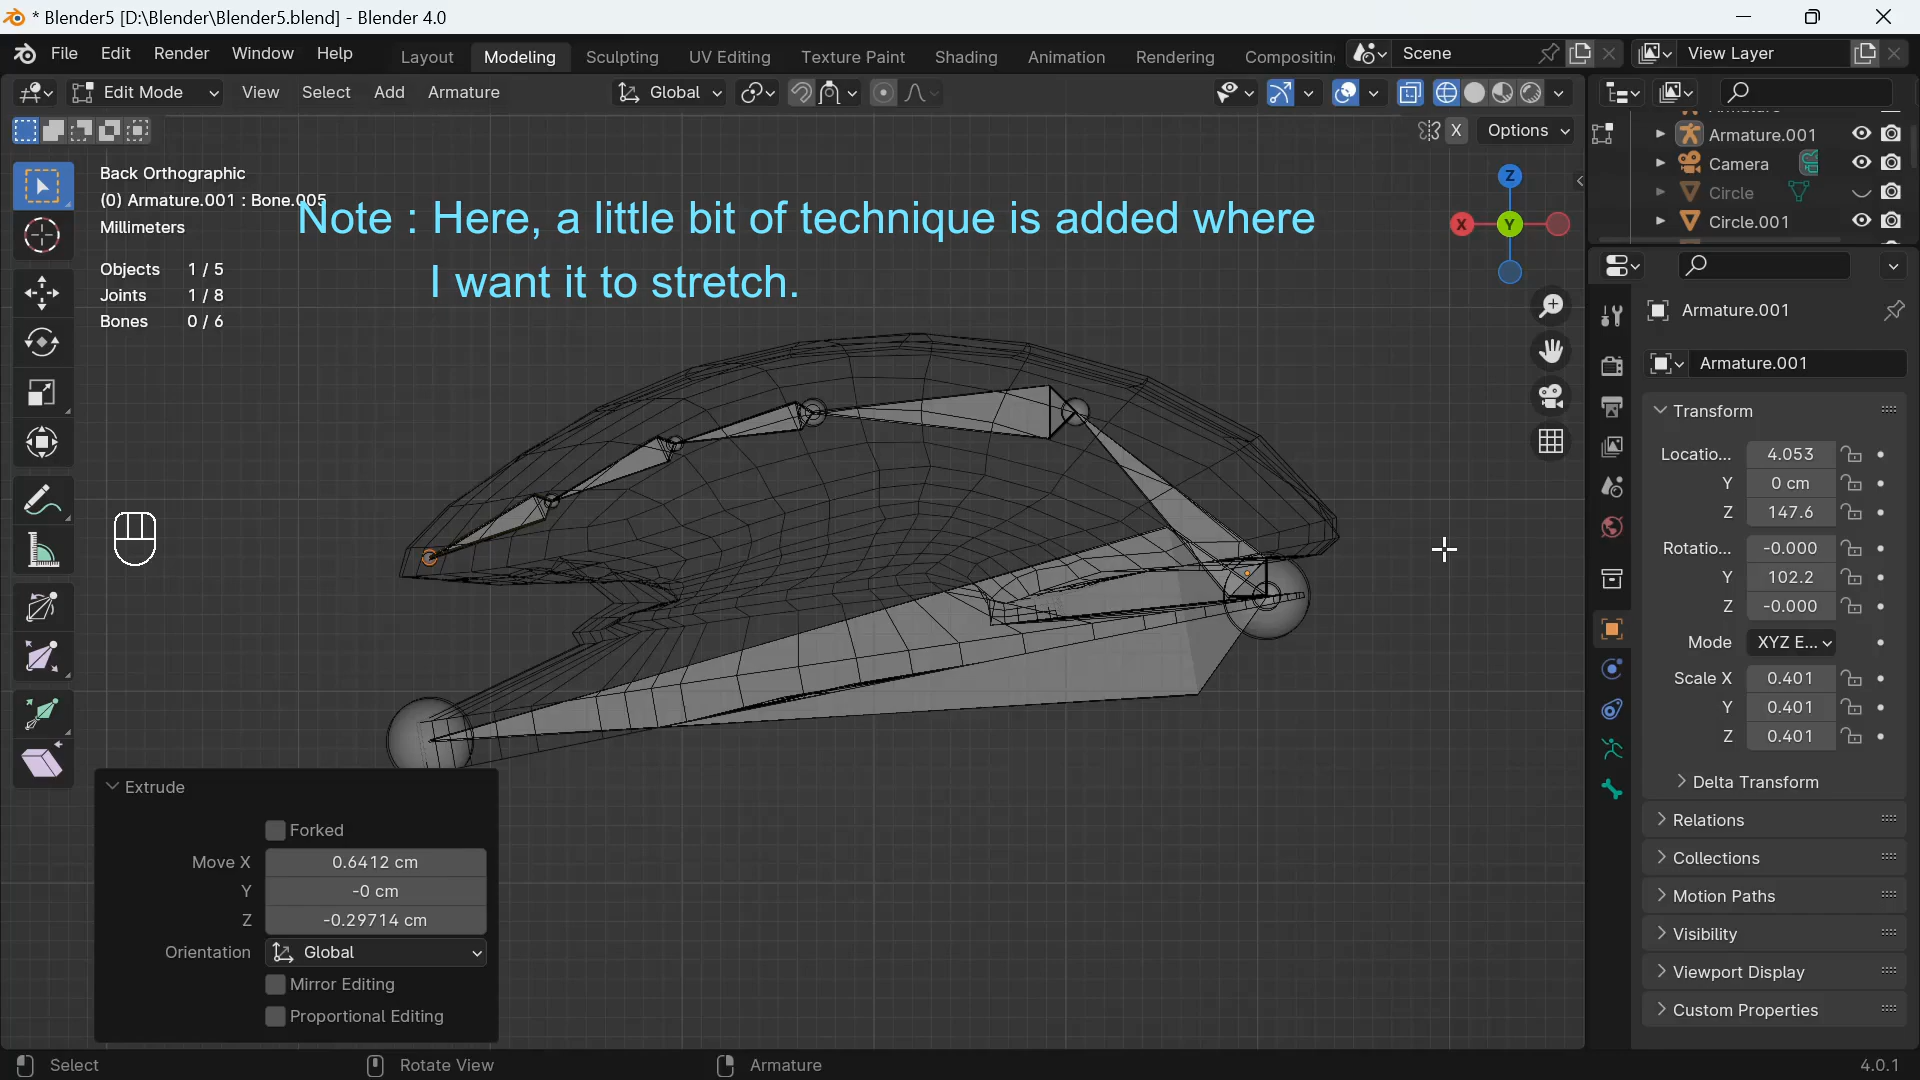 * Blender5 [D:\Blender\Blender5.blend] - Blender 4.0
File Edit Render Window Help Layout Modeling Sculpting UV Editing Texture Paint Shading Animation Rendering Compositin Scene View Layer
Edit Mode View Select Add Armature Global
X Options
Back Orthographic
(0) Armature.001 : Bone.005
Millimeters
Objects 1 / 5
Joints 1 / 8
Bones 0 / 6
Note : Here, a little bit of technique is added where
I want it to stretch.
Z
X Y
Armature.001
Camera
Circle
Circle.001
Armature.001
Armature.001
Transform
Locatio... 4.053
Y 0 cm
Z 147.6
Rotatio... -0.000
Y 102.2
Z -0.000
Mode XYZ E...
Scale X 0.401
Y 0.401
Z 0.401
Delta Transform
Relations
Collections
Motion Paths
Visibility
Viewport Display
Custom Properties
Extrude
Forked
Move X 0.6412 cm
Y -0 cm
Z -0.29714 cm
Orientation Global
Mirror Editing
Proportional Editing
Select Rotate View Armature 4.0.1